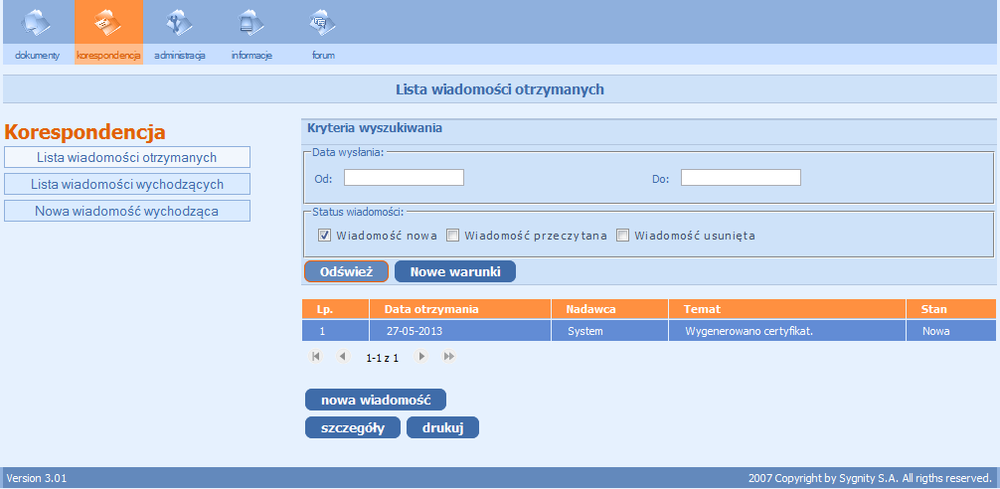 dokumenty korespondencja administracja informacje forum
Lista wiadomości otrzymanych
Korespondencja
Lista wiadomości otrzymanych
Lista wiadomości wychodzących
Nowa wiadomość wychodząca
Kryteria wyszukiwania
Data wysłania:
Od: Do:
Status wiadomości:
Wiadomość nowa Wiadomość przeczytana Wiadomość usunięta
Odśwież Nowe warunki
Lp. Data otrzymania Nadawca Temat Stan
1 27-05-2013 System Wygenerowano certyfikat. Nowa
1-1 z 1
nowa wiadomość
szczegóły drukuj
Version 3.01 2007 Copyright by Sygnity S.A. All rigths reserved.